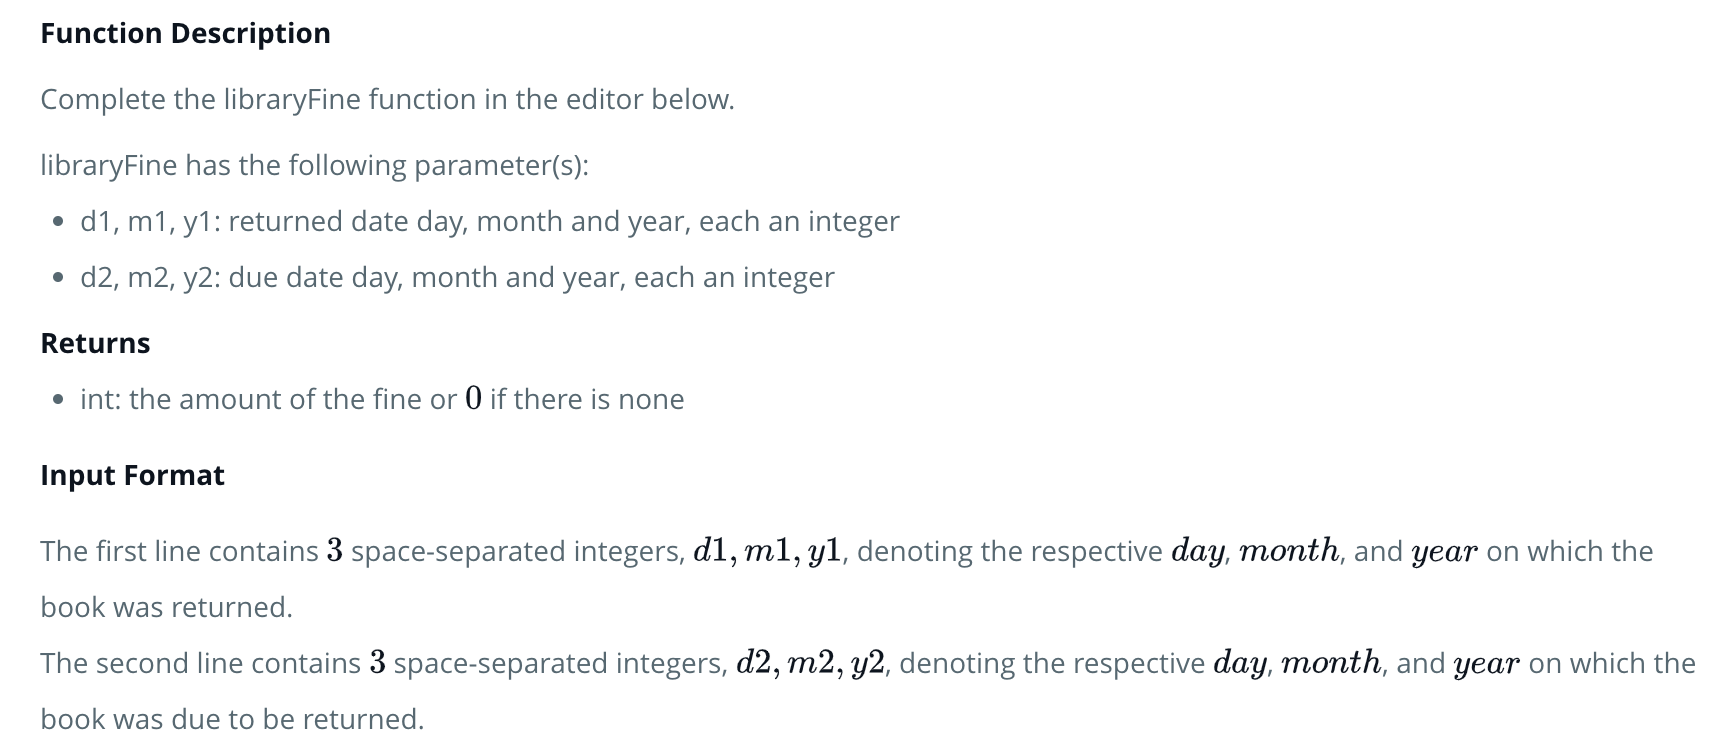 Function Description
Complete the libraryFine function in the editor below.
libraryFine has the following parameter(s):
• d1, m1, y1: returned date day, month and year, each an integer
• d2, m2, y2: due date day, month and year, each an integer
Returns
• int: the amount of the fine or 0 if there is none
Input Format
The first line contains 3 space-separated integers, d1, m1, y1, denoting the respective day, month, and year on which the
book was returned.
The second line contains 3 space-separated integers, d2, m2, y2, denoting the respective day, month, and year on which the
book was due to be returned.